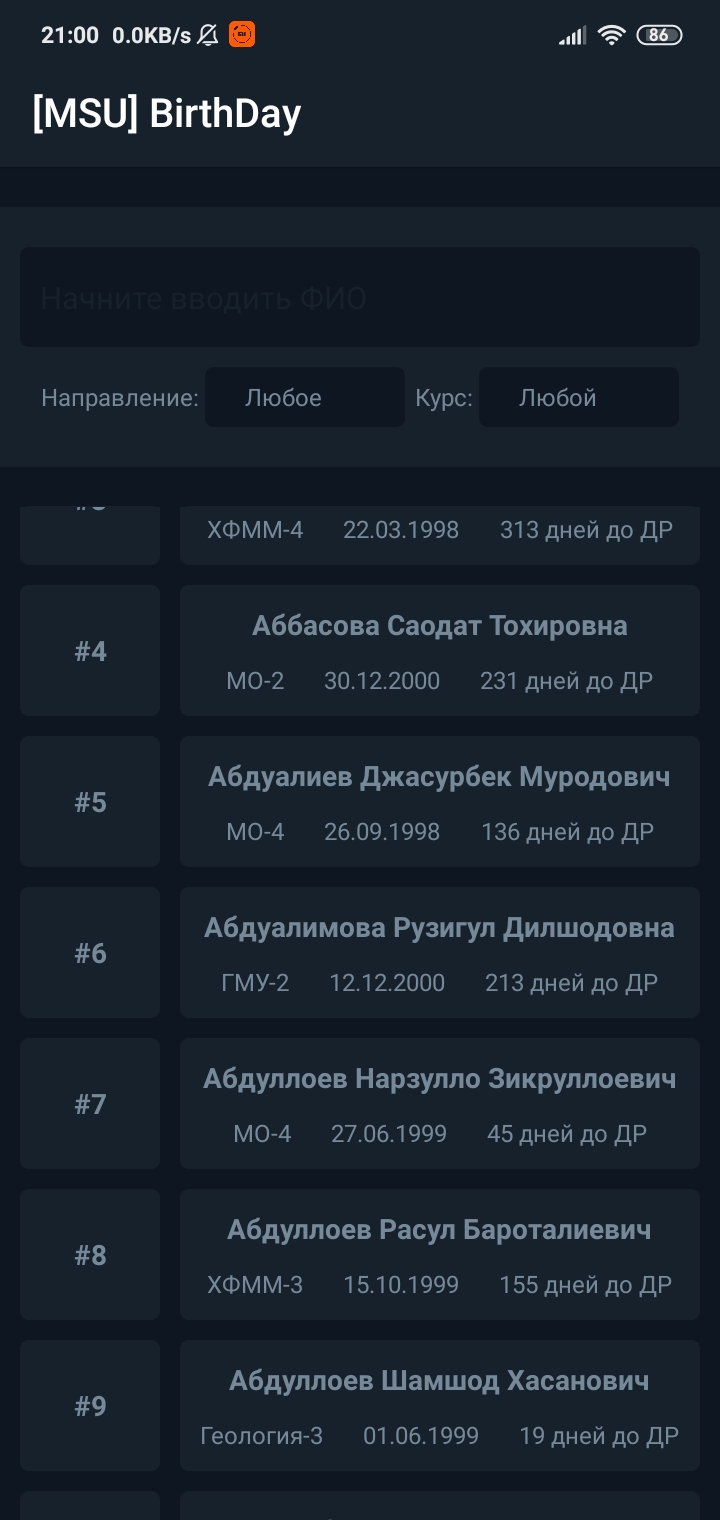 21:00 0.0KB/s 86
[MSU] BirthDay
Начните вводить ФИО
Направление: Любое Курс: Любой
ХФММ-4 22.03.1998 313 дней до ДР
#4
Аббасова Саодат Тохировна
МО-2 30.12.2000 231 дней до ДР
#5
Абдуалиев Джасурбек Муродович
МО-4 26.09.1998 136 дней до ДР
#6
Абдуалимова Рузигул Дилшодовна
ГМУ-2 12.12.2000 213 дней до ДР
#7
Абдуллоев Нарзулло Зикруллоевич
МО-4 27.06.1999 45 дней до ДР
#8
Абдуллоев Расул Бароталиевич
ХФММ-3 15.10.1999 155 дней до ДР
#9
Абдуллоев Шамшод Хасанович
Геология-3 01.06.1999 19 дней до ДР